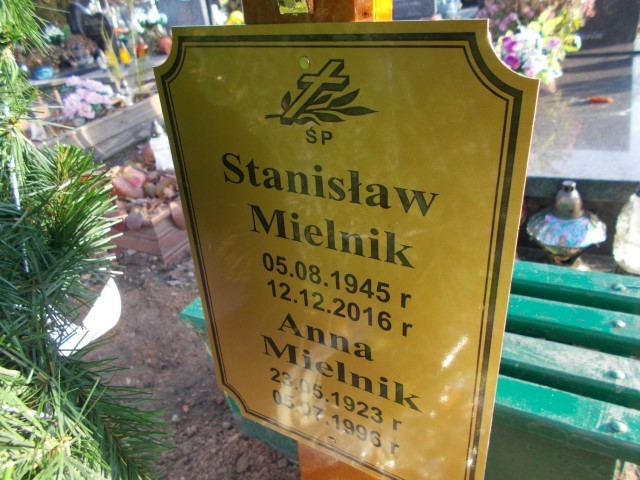 ŚP
Stanisław
Mielnik
05.08.1945 r
12.12.2016 r
Anna
Mielnik
23.05.1923 r
05.07.1996 r